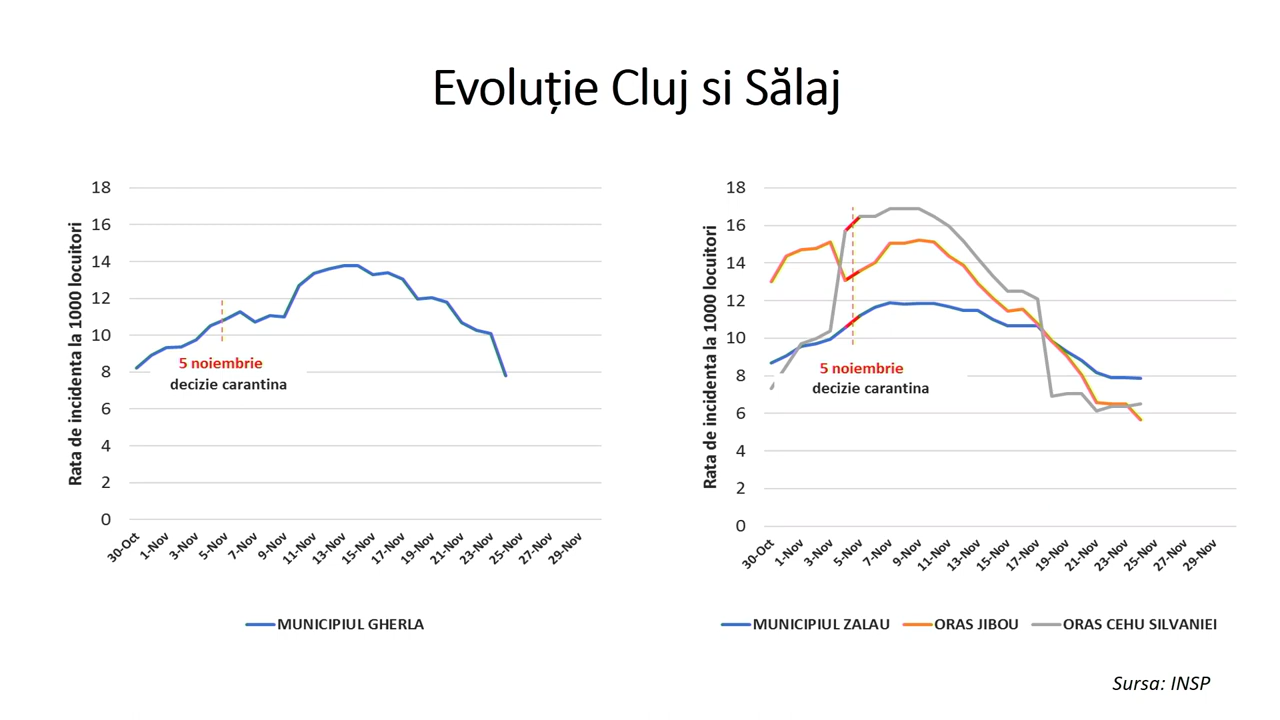 Evoluție Cluj si Sălaj
Rata de incidenta la 1000 locuitori
18
16
14
12
10
8
6
4
2
0
5 noiembrie
decizie carantina
30-Oct
1-Nov
3-Nov
5-Nov
7-Nov
9-Nov
11-Nov
13-Nov
15-Nov
17-Nov
19-Nov
21-Nov
23-Nov
25-Nov
27-Nov
29-Nov
MUNICIPIUL GHERLA
Rata de incidenta la 1000 locuitori
18
16
14
12
10
8
6
4
2
0
5 noiembrie
decizie carantina
30-Oct
1-Nov
3-Nov
5-Nov
7-Nov
9-Nov
11-Nov
13-Nov
15-Nov
17-Nov
19-Nov
21-Nov
23-Nov
25-Nov
27-Nov
29-Nov
MUNICIPIUL ZALAU ORAS JIBOU ORAS CEHU SILVANIEI
Sursa: INSP